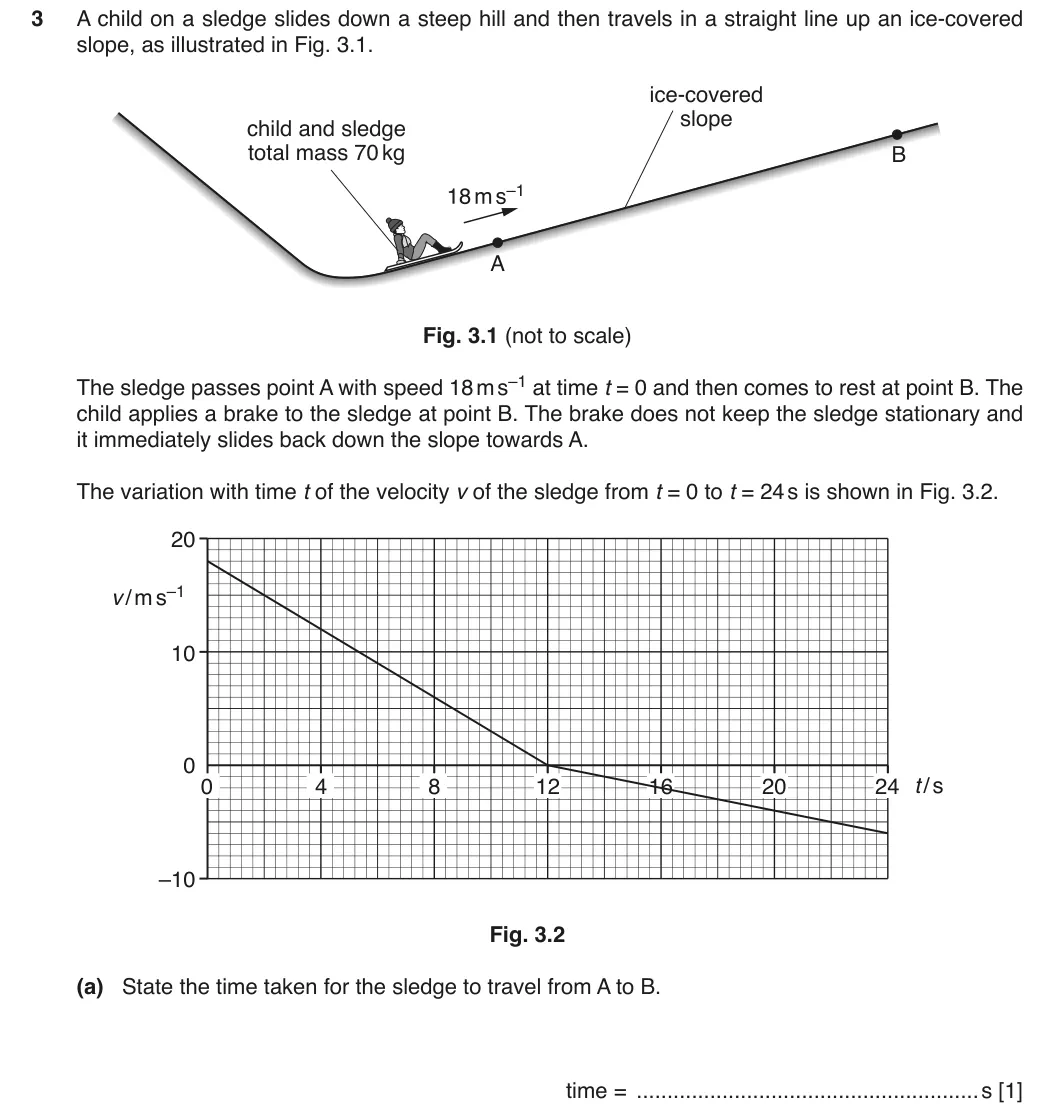 3 A child on a sledge slides down a steep hill and then travels in a straight line up an ice-covered
slope, as illustrated in Fig. 3.1.
ice-covered
slope
child and sledge
total mass 70 kg
B
18 m s⁻¹
A
Fig. 3.1 (not to scale)
The sledge passes point A with speed 18 m s⁻¹ at time t = 0 and then comes to rest at point B. The
child applies a brake to the sledge at point B. The brake does not keep the sledge stationary and
it immediately slides back down the slope towards A.
The variation with time t of the velocity v of the sledge from t = 0 to t = 24 s is shown in Fig. 3.2.
20
v / m s⁻¹
10
0
0 4 8 12 16 20 24 t / s
–10
Fig. 3.2
(a) State the time taken for the sledge to travel from A to B.
time = ........................................................ s [1]